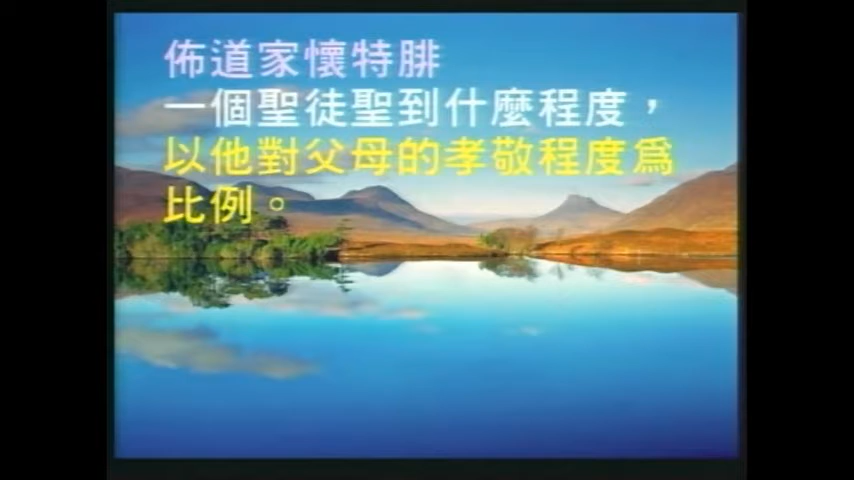 佈道家懷特腓
一個聖徒聖到什麼程度，
以他對父母的孝敬程度為
比例。